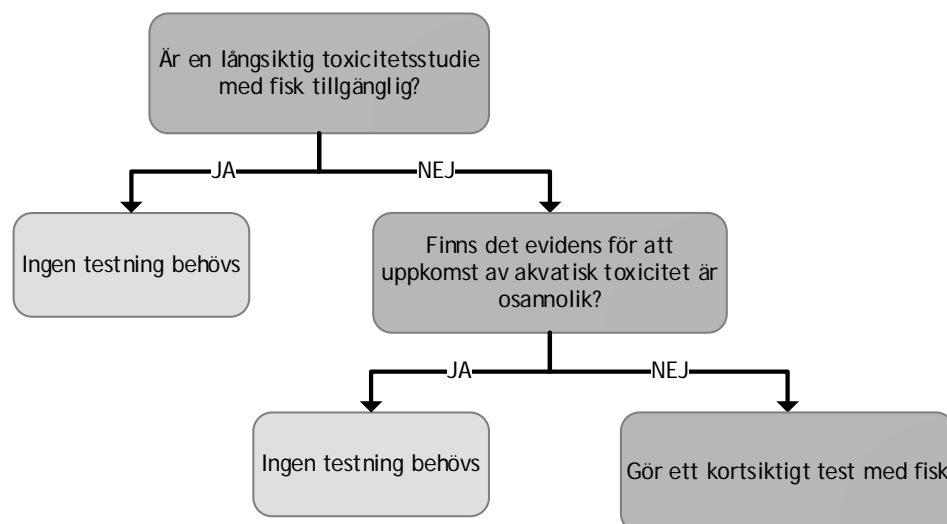 Är en långsiktig toxicitetsstudie
med fisk tillgänglig?
JA
NEJ
Ingen testning behövs
Finns det evidens för att
uppkomst av akvatisk toxicitet är
osannolik?
JA
NEJ
Ingen testning behövs
Gör ett kortsiktigt test med fisk